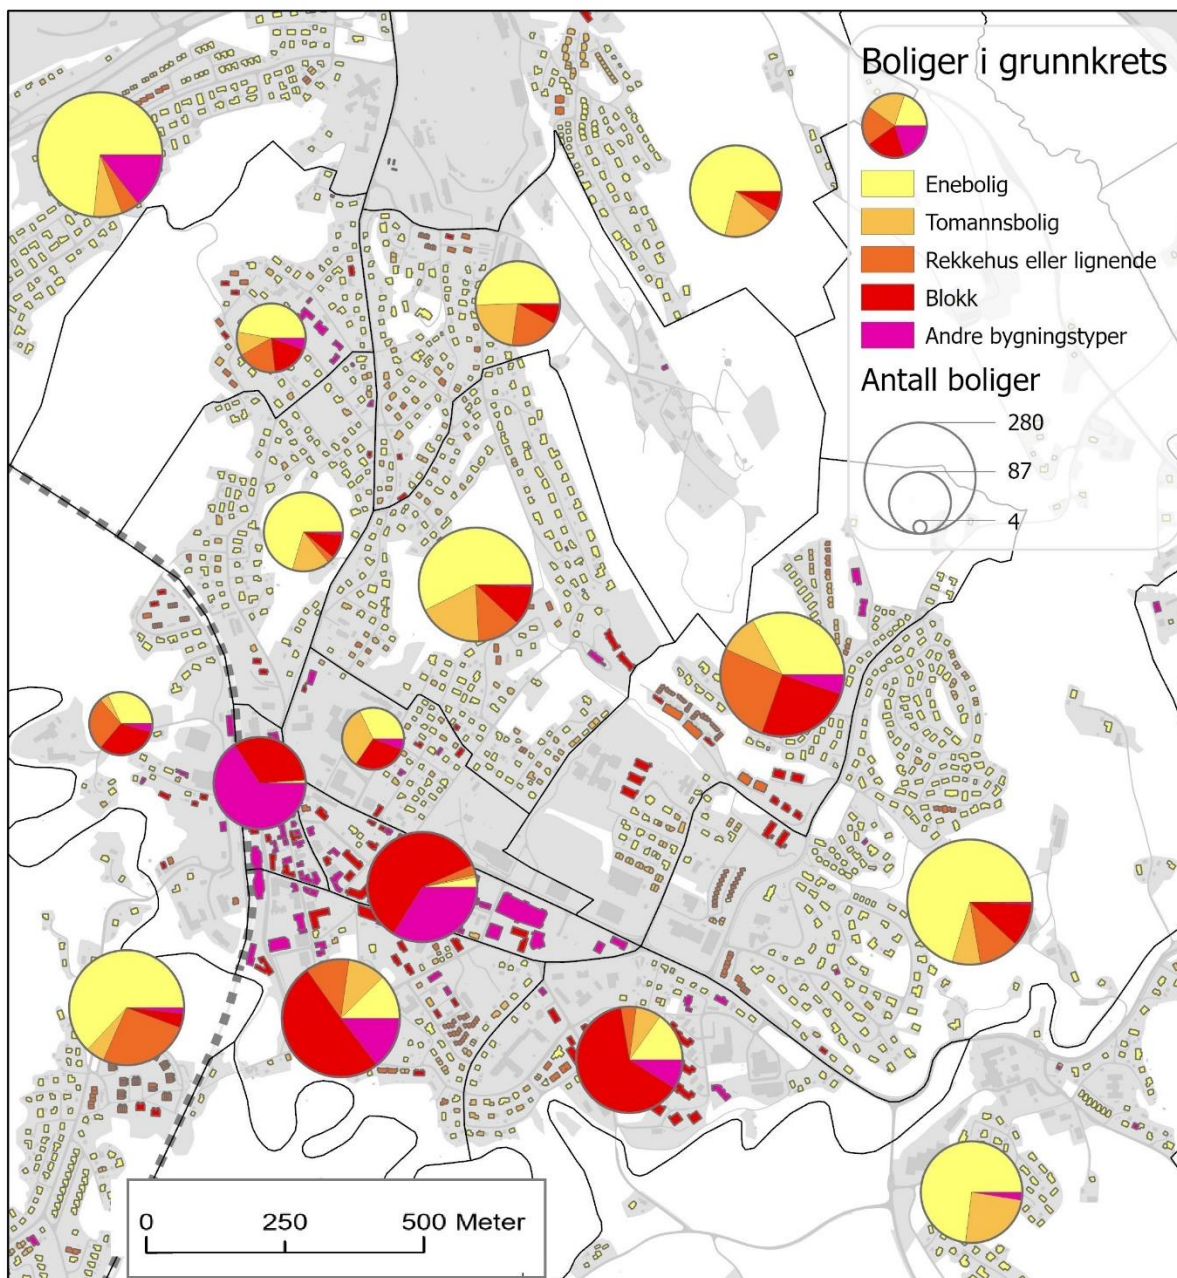 Boliger i grunnkrets
Enebolig
Tomannsbolig
Rekkehus eller lignende
Blokk
Andre bygningstyper
Antall boliger
280
87
4
0 250 500 Meter